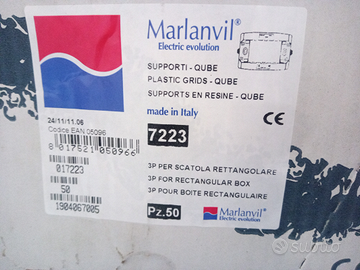 Marlanvil®
Electric evolution
SUPPORTI - QUBE
PLASTIC GRIDS - QUBE
SUPPORTS EN RESINE - QUBE
made in Italy
24/11/11.06
Codice EAN 05096
8 017521 050966
7223
CE
017223
50
1904067005
3P PER SCATOLA RETTANGOLARE
3P FOR RECTANGULAR BOX
3P POUR BOITE RECTANGULAIRE
Pz.50
Marlanvil®
Electric evolution
subito